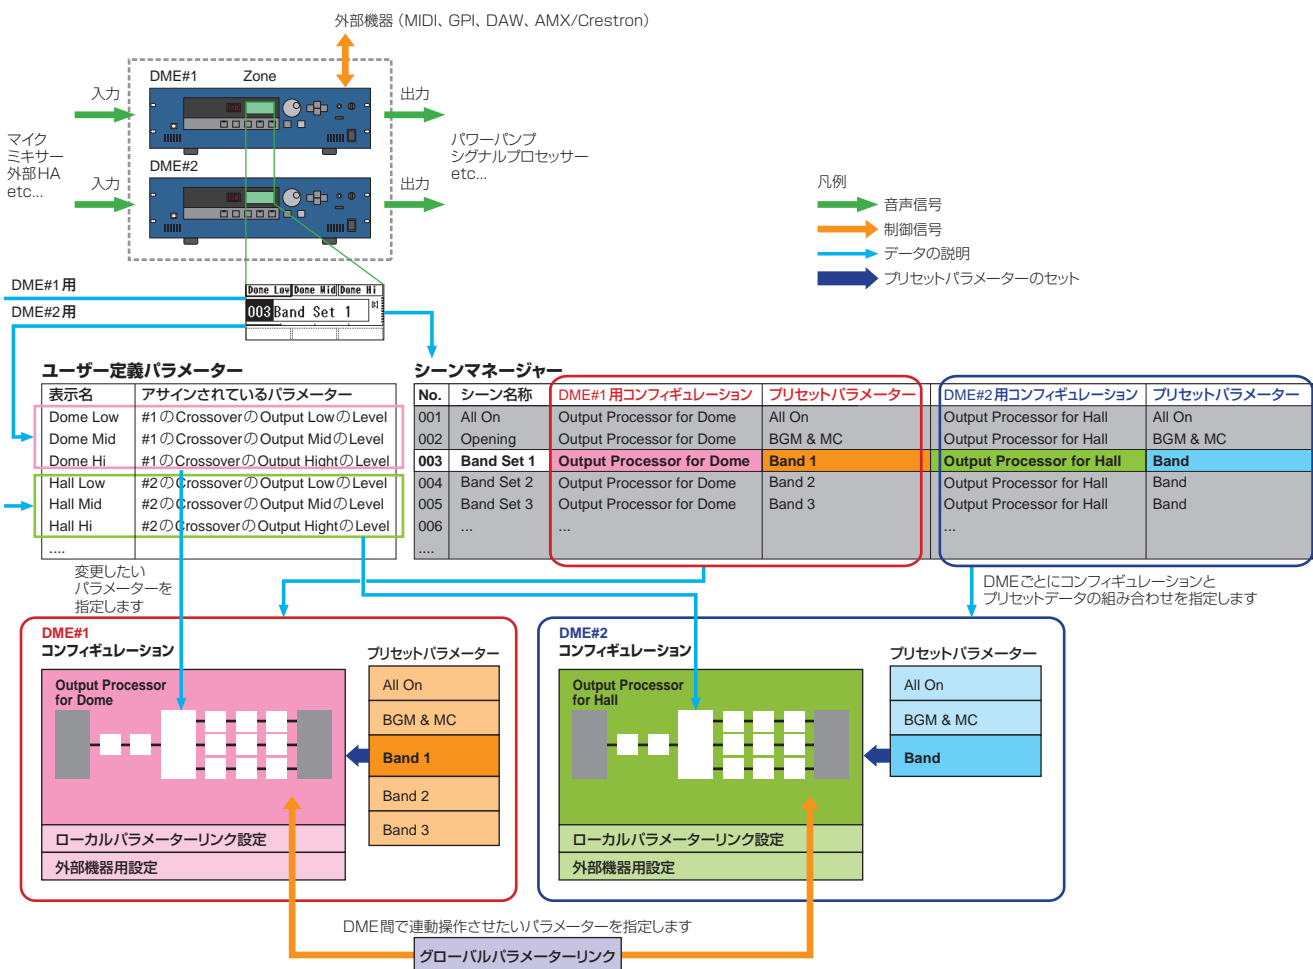 外部機器（MIDI、GPI、DAW、AMX/Crestron）
DME#1 Zone
入力
出力
マイク
ミキサー
外部HA
etc...
パワーパンプ
シグナルプロセッサー
etc...
DME#2
入力
出力
凡例
音声信号
制御信号
データの説明
プリセットパラメーターのセット
DME#1用
DME#2用
Dome Low Dome Mid Dome Hi
003 Band Set 1
ユーザー定義パラメーター
表示名 アサインされているパラメーター
Dome Low #1のCrossoverのOutput LowのLevel
Dome Mid #1のCrossoverのOutput MidのLevel
Dome Hi #1のCrossoverのOutput HightのLevel
Hall Low #2のCrossoverのOutput LowのLevel
Hall Mid #2のCrossoverのOutput MidのLevel
Hall Hi #2のCrossoverのOutput HightのLevel
....
シーンマネージャー
No. シーン名称 DME#1用コンフィギュレーション プリセットパラメーター DME#2用コンフィギュレーション プリセットパラメーター
001 All On Output Processor for Dome All On Output Processor for Hall All On
002 Opening Output Processor for Dome BGM & MC Output Processor for Hall BGM & MC
003 Band Set 1 Output Processor for Dome Band 1 Output Processor for Hall Band
004 Band Set 2 Output Processor for Dome Band 2 Output Processor for Hall Band
005 Band Set 3 Output Processor for Dome Band 3 Output Processor for Hall Band
006 ... ... ...
....
変更したい
パラメーターを
指定します
DMEごとにコンフィギュレーションと
プリセットデータの組み合わせを指定します
DME#1
コンフィギュレーション
プリセットパラメーター
Output Processor
for Dome
All On
BGM & MC
Band 1
Band 2
Band 3
ローカルパラメーターリンク設定
外部機器用設定
DME#2
コンフィギュレーション
プリセットパラメーター
Output Processor
for Hall
All On
BGM & MC
Band
ローカルパラメーターリンク設定
外部機器用設定
DME間で連動操作させたいパラメーターを指定します
グローバルパラメーターリンク